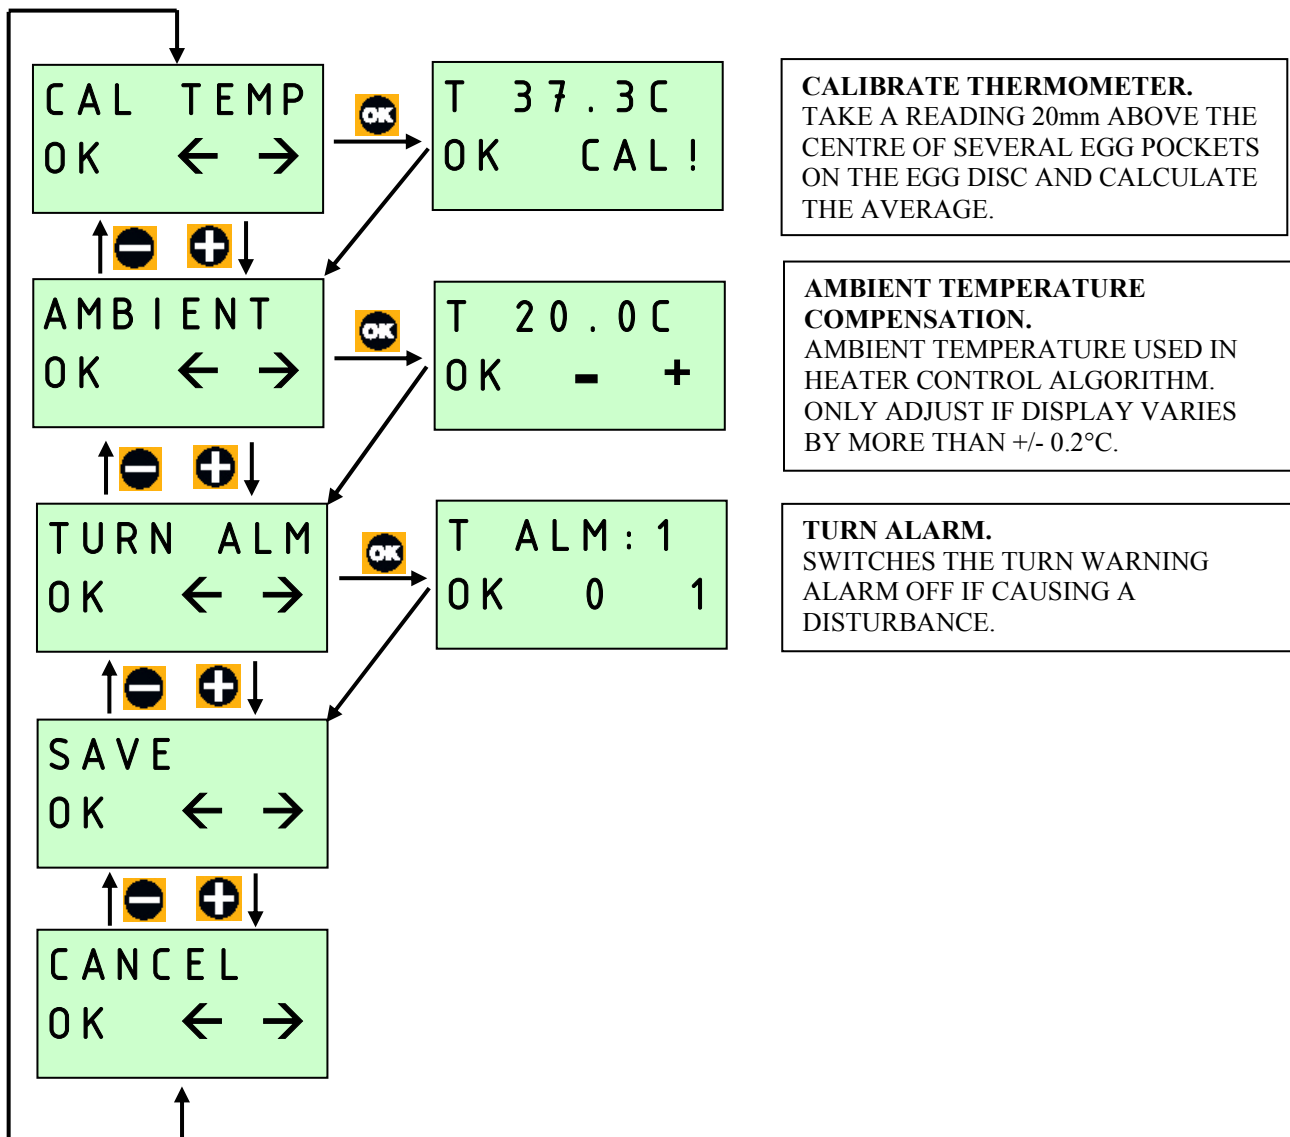 CAL TEMP
OK ← →
OK
T 37.3C
OK CAL!
CALIBRATE THERMOMETER.
TAKE A READING 20mm ABOVE THE
CENTRE OF SEVERAL EGG POCKETS
ON THE EGG DISC AND CALCULATE
THE AVERAGE.
AMBIENT
OK ← →
OK
T 20.0C
OK - +
AMBIENT TEMPERATURE
COMPENSATION.
AMBIENT TEMPERATURE USED IN
HEATER CONTROL ALGORITHM.
ONLY ADJUST IF DISPLAY VARIES
BY MORE THAN +/- 0.2°C.
TURN ALM
OK ← →
OK
T ALM:1
OK 0 1
TURN ALARM.
SWITCHES THE TURN WARNING
ALARM OFF IF CAUSING A
DISTURBANCE.
SAVE
OK ← →
CANCEL
OK ← →